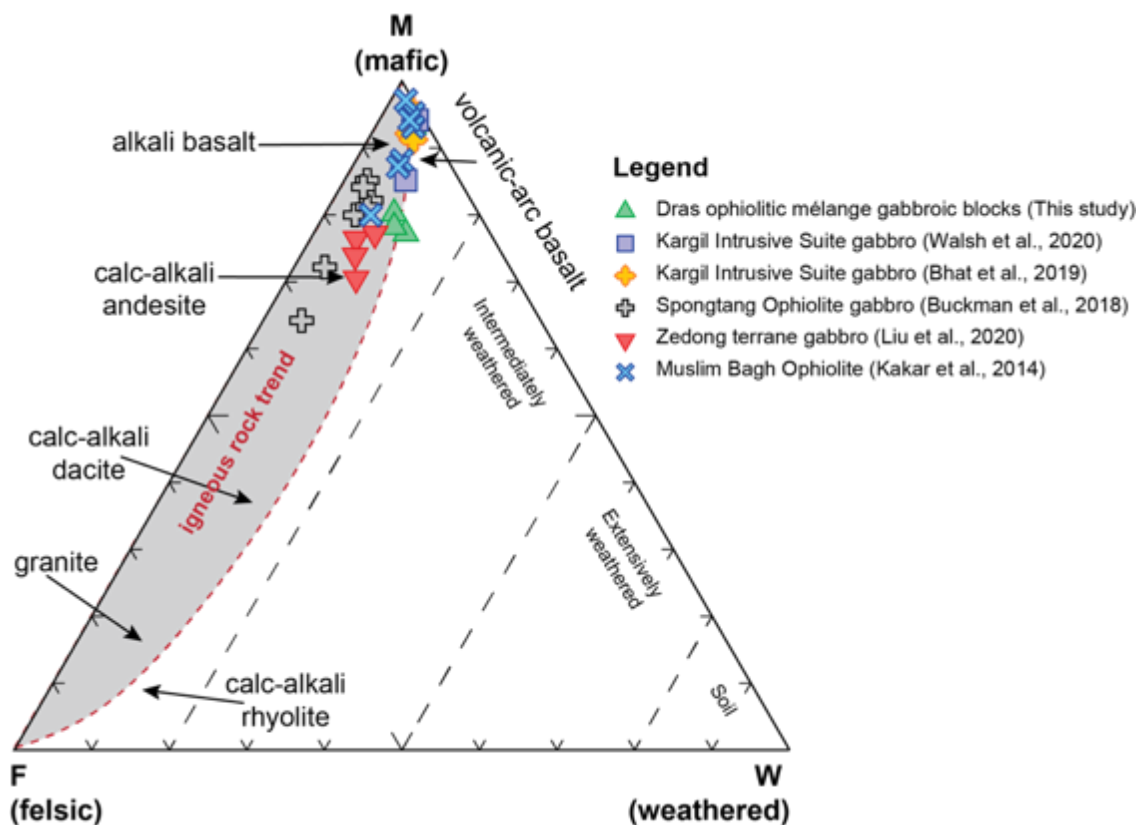 M
(mafic)
alkali basalt
volcanic-arc basalt
calc-alkali
andesite
Intermediately
weathered
calc-alkali
dacite
igneous rock trend
Extensively
weathered
granite
calc-alkali
rhyolite
Soil
F
(felsic)
W
(weathered)
Legend
Dras ophiolitic mélange gabbroic blocks (This study)
Kargil Intrusive Suite gabbro (Walsh et al., 2020)
Kargil Intrusive Suite gabbro (Bhat et al., 2019)
Spongtang Ophiolite gabbro (Buckman et al., 2018)
Zedong terrane gabbro (Liu et al., 2020)
Muslim Bagh Ophiolite (Kakar et al., 2014)